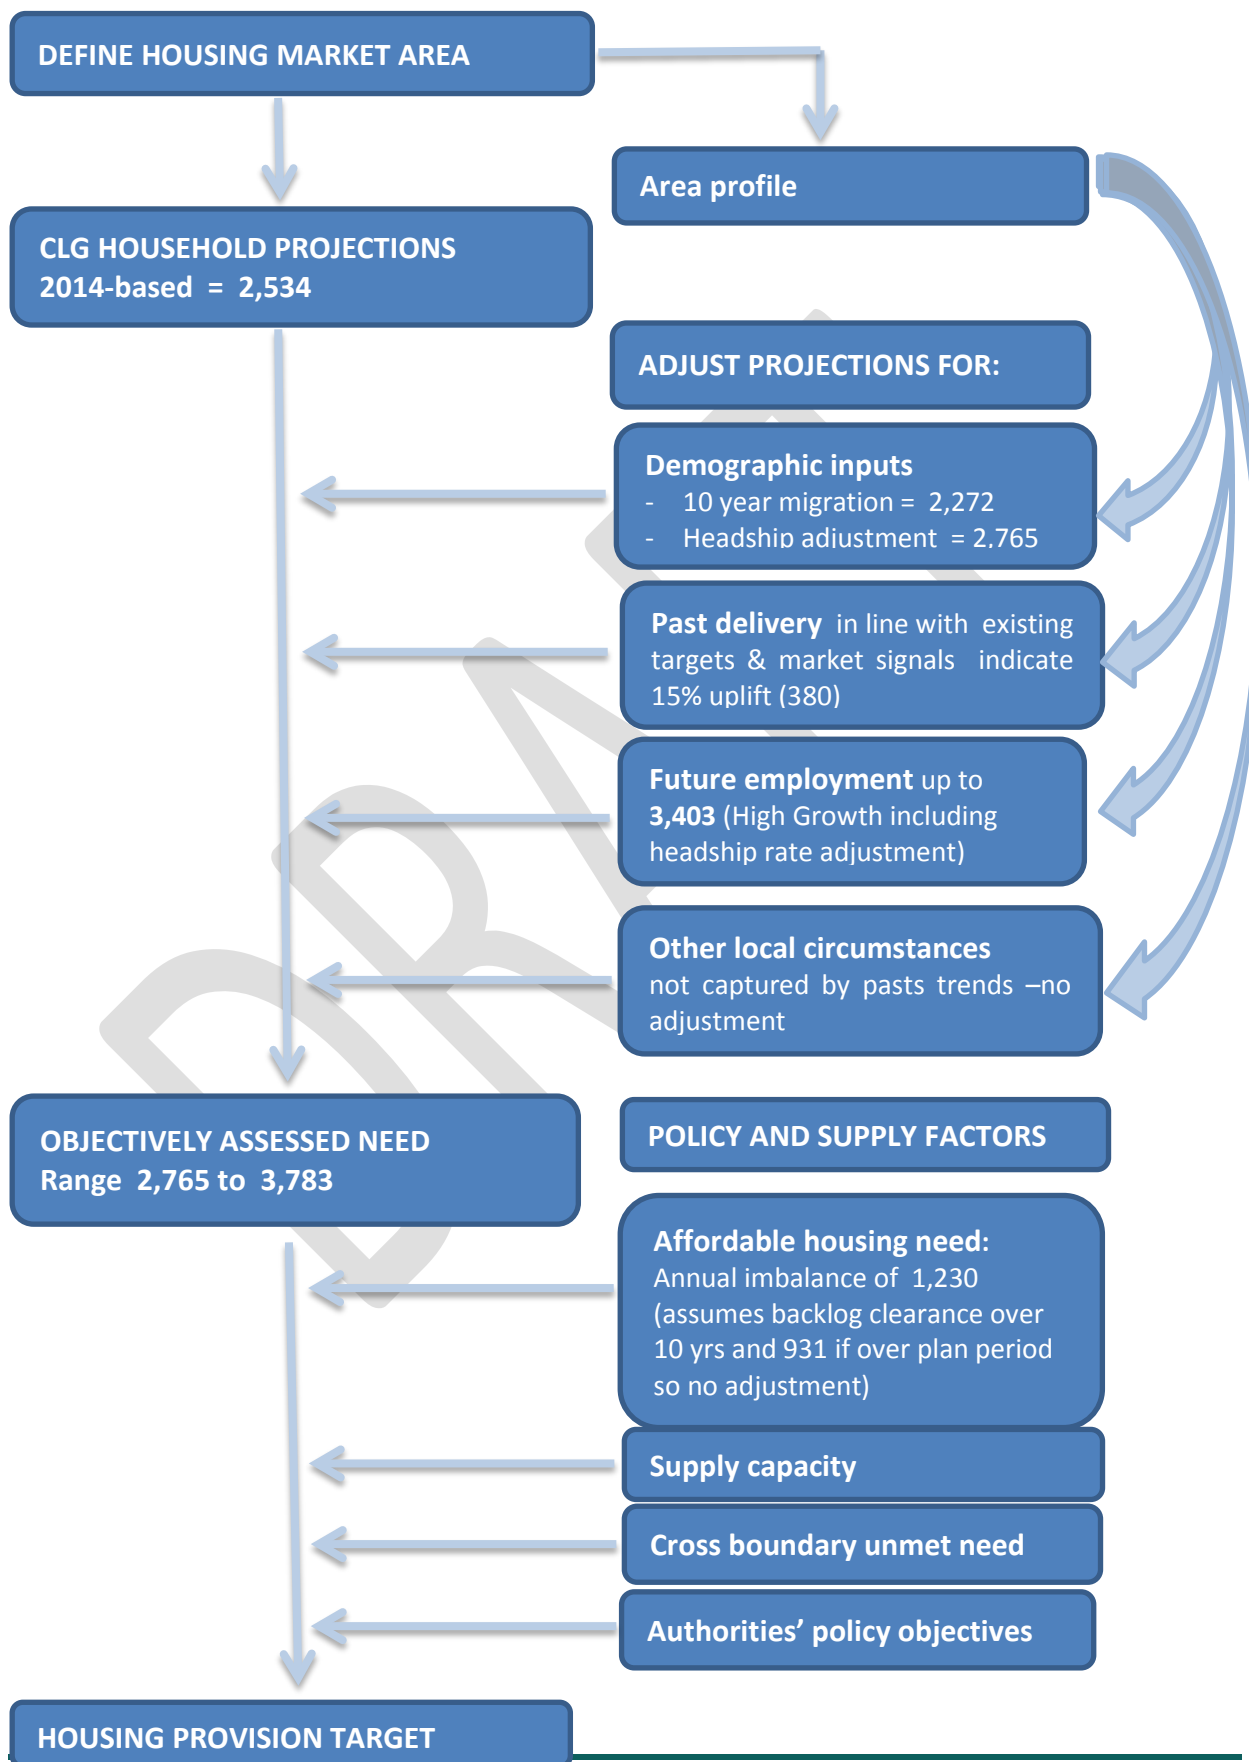 DEFINE HOUSING MARKET AREA
Area profile
CLG HOUSEHOLD PROJECTIONS
2014-based = 2,534
ADJUST PROJECTIONS FOR:
Demographic inputs
- 10 year migration = 2,272
- Headship adjustment = 2,765
Past delivery in line with existing
targets & market signals indicate
15% uplift (380)
Future employment up to
3,403 (High Growth including
headship rate adjustment)
Other local circumstances
not captured by pasts trends –no
adjustment
OBJECTIVELY ASSESSED NEED
Range 2,765 to 3,783
POLICY AND SUPPLY FACTORS
Affordable housing need:
Annual imbalance of 1,230
(assumes backlog clearance over
10 yrs and 931 if over plan period
so no adjustment)
Supply capacity
Cross boundary unmet need
Authorities’ policy objectives
HOUSING PROVISION TARGET
DRAFT